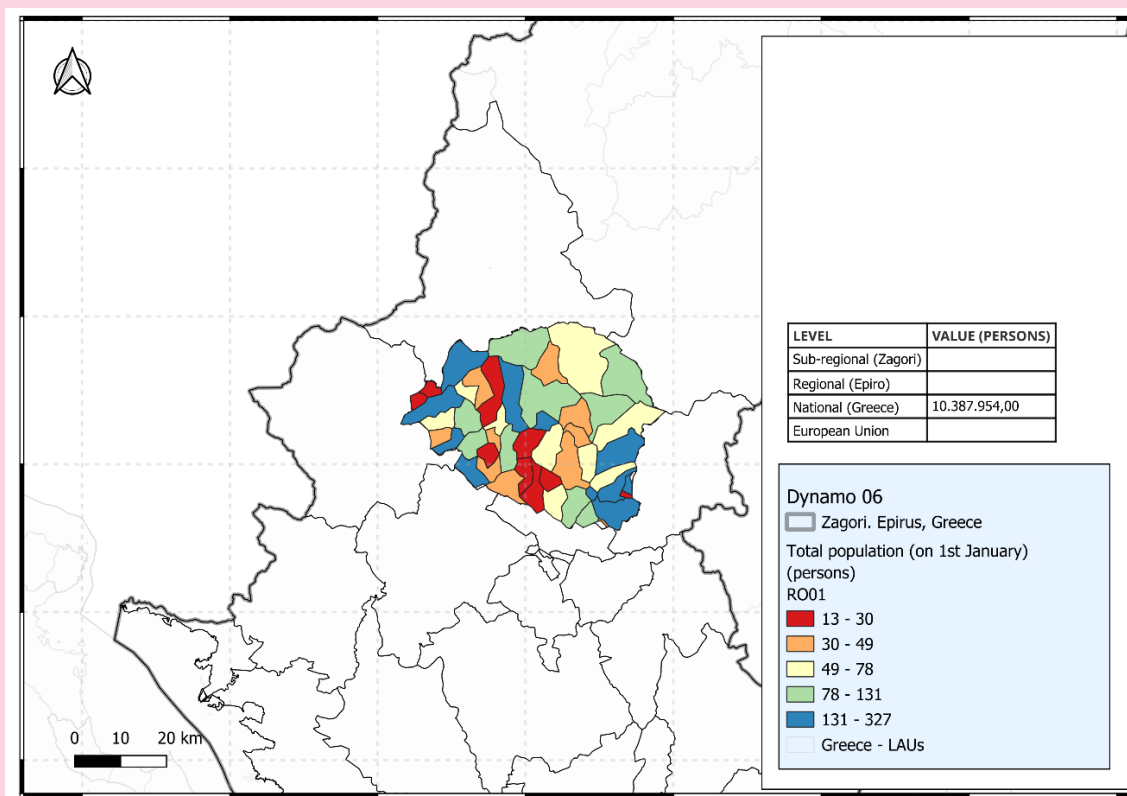 LEVEL VALUE (PERSONS)
Sub-regional (Zagori)
Regional (Epiro)
National (Greece) 10.387.954,00
European Union
Dynamo 06
Zagori. Epirus, Greece
Total population (on 1st January)
(persons)
RO01
13 - 30
30 - 49
49 - 78
78 - 131
131 - 327
Greece - LAUs
0 10 20 km